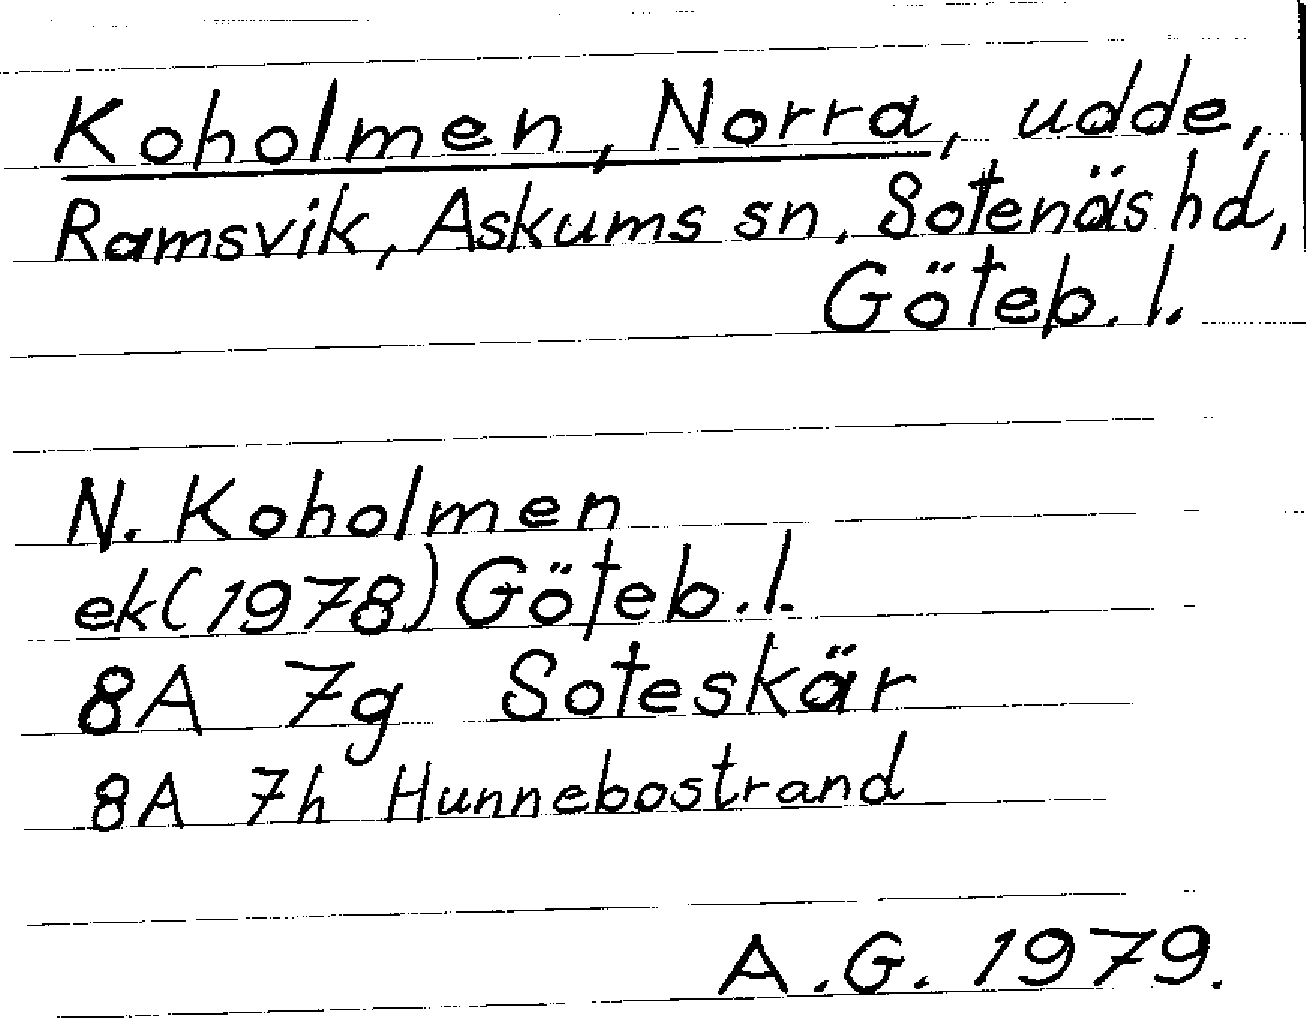 Koholmen, Norra, udde,
Ramsvik, Askums sn. Sotenäs hd,
Göteb. l.
N. Koholmen
ek(1978) Göteb. l.
8A 7g Soteskär
8A 7h Hunnebostrand
A.G. 1979.